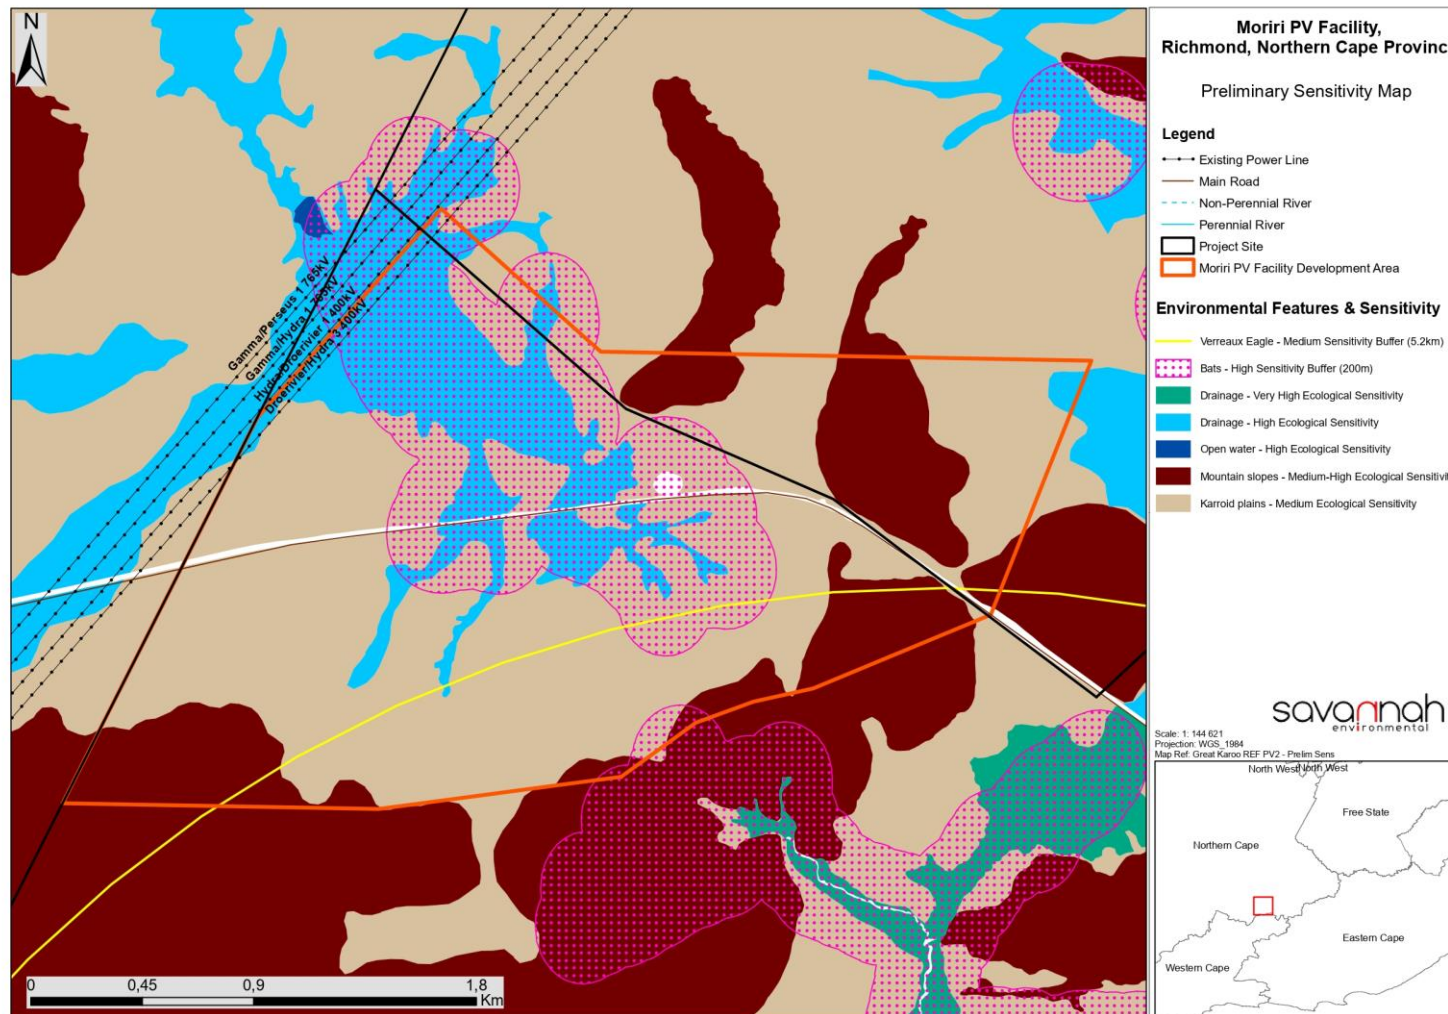 N
Gamma/Perseus 1 765kV
Gamma/Hydra 1 765kV
Hydra/Droerivier 1 400kV
Droerivier/Hydra 3 400kV
0 0,45 0,9 1,8
Km
Moriri PV Facility,
Richmond, Northern Cape Provinc
Preliminary Sensitivity Map
Legend
Existing Power Line
Main Road
Non-Perennial River
Perennial River
Project Site
Moriri PV Facility Development Area
Environmental Features & Sensitivity
Verreaux Eagle - Medium Sensitivity Buffer (5.2km)
Bats - High Sensitivity Buffer (200m)
Drainage - Very High Ecological Sensitivity
Drainage - High Ecological Sensitivity
Open water - High Ecological Sensitivity
Mountain slopes - Medium-High Ecological Sensitivit
Karroid plains - Medium Ecological Sensitivity
savannah
environmental
Scale: 1: 144 621
Projection: WGS_1984
Map Ref: Great Karoo REF PV2 - Prelim Sens
North West North West
Free State
Northern Cape
Eastern Cape
Western Cape